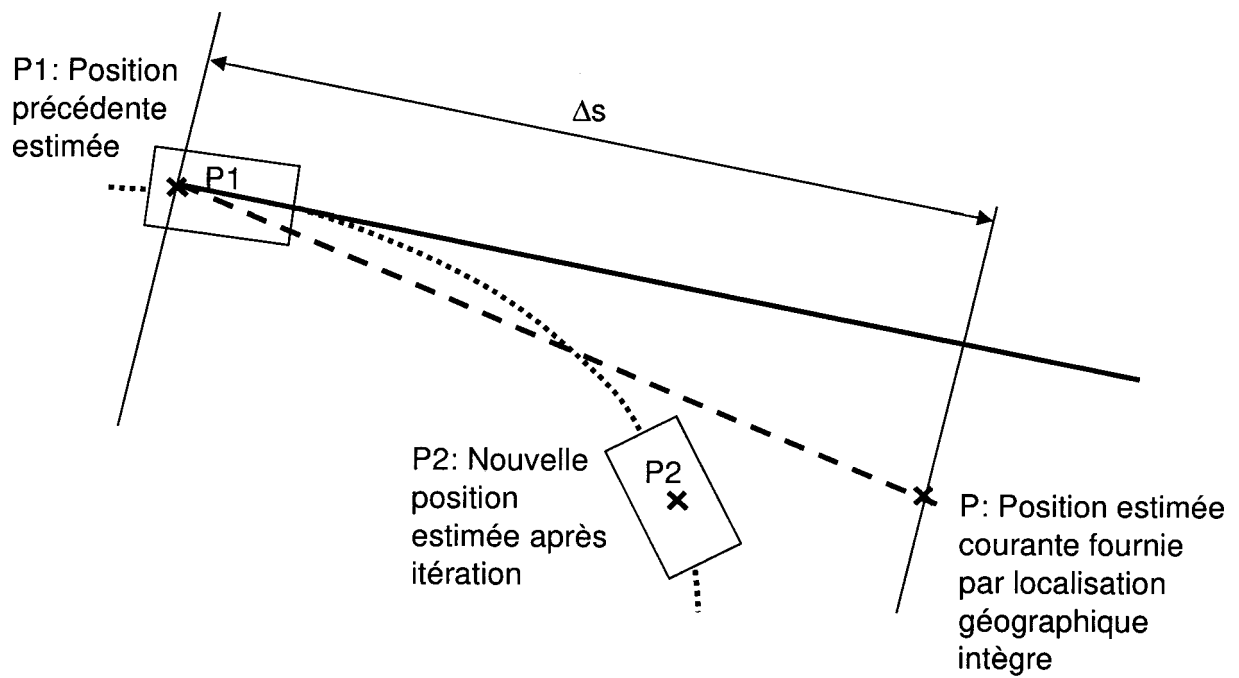 P1: Position
précédente
estimée
Δs
P1
P2: Nouvelle
position
estimée après
itération
P2
P: Position estimée
courante fournie
par localisation
géographique
intègre